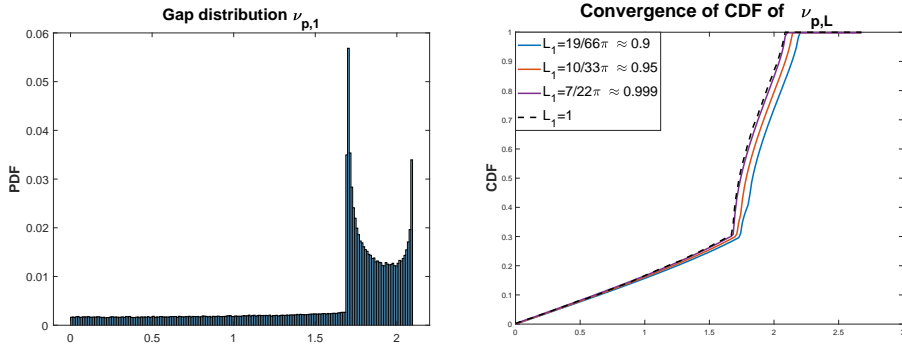 Gap distribution ν_{p,1}
PDF
0.06
0.05
0.04
0.03
0.02
0.01
0
0 0.5 1 1.5 2
Convergence of CDF of ν_{p,L}
CDF
L_1=19/66π ≈0.9
L_1=10/33π ≈0.95
L_1=7/22π ≈0.999
L_1=1
1
0.9
0.8
0.7
0.6
0.5
0.4
0.3
0.2
0.1
0
0 0.5 1 1.5 2 2.5 3